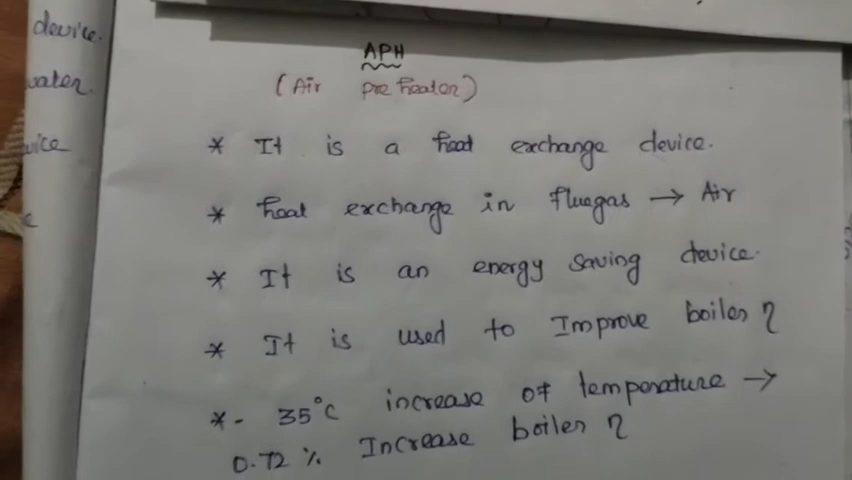 device.
water.
vice
APH
(Air pre heater)
* It is a heat exchange device.
* heat exchange in fluegas → Air
* It is an energy saving device.
* It is used to Improve boiler η
*- 35°c increase of temperature →
0.72 % Increase boiler η